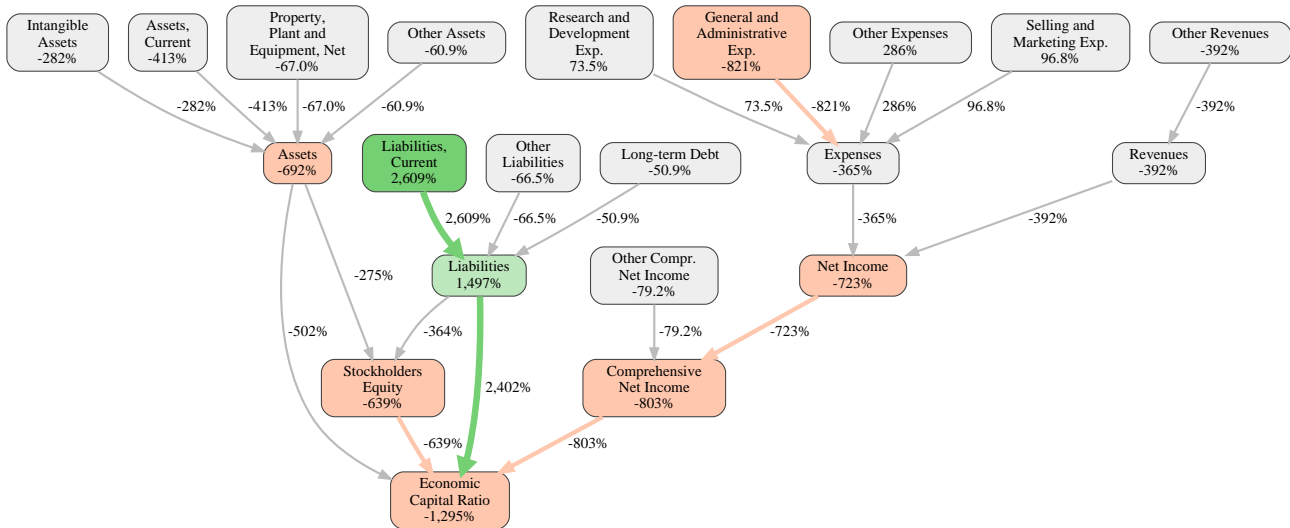 Intangible
Assets
-282%
Assets,
Current
-413%
Property,
Plant and
Equipment, Net
-67.0%
Other Assets
-60.9%
Research and
Development Exp.
73.5%
General and
Administrative
Exp.
-821%
Other Expenses
286%
Selling and
Marketing Exp.
96.8%
Other Revenues
-392%
-282%
-413%
-67.0%
-60.9%
73.5%
-821%
286%
96.8%
-392%
Assets
-692%
Liabilities,
Current
2,609%
Other
Liabilities
-66.5%
Long-term Debt
-50.9%
Expenses
-365%
Revenues
-392%
2,609%
-66.5%
-50.9%
-365%
-392%
-275%
Liabilities
1,497%
Other Compr.
Net Income
-79.2%
Net Income
-723%
-502%
-364%
-79.2%
-723%
Stockholders
Equity
-639%
2,402%
Comprehensive
Net Income
-803%
-639%
-803%
Economic
Capital Ratio
-1,295%